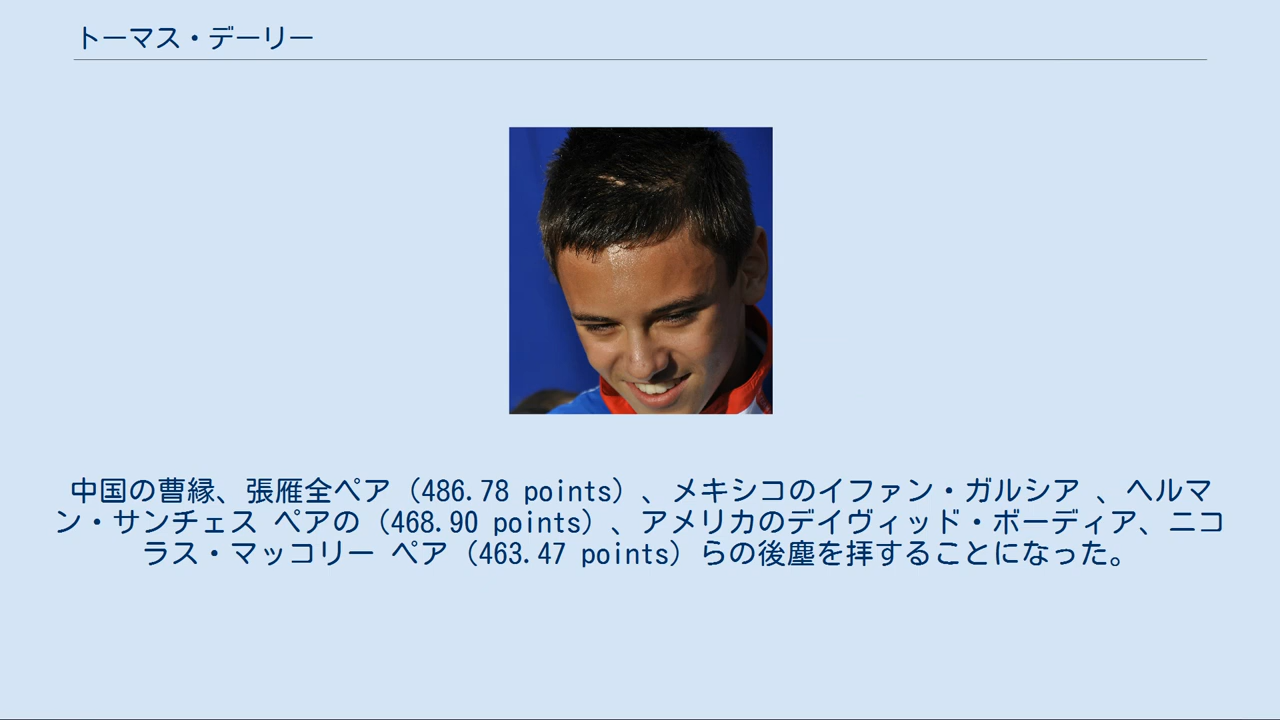 トーマス・デーリー
中国の曹縁、張雁全ペア（486.78 points）、メキシコのイファン・ガルシア 、ヘルマ
ン・サンチェス ペアの（468.90 points）、アメリカのデイヴィッド・ボーディア、ニコ
ラス・マッコリー ペア（463.47 points）らの後塵を拝することになった。